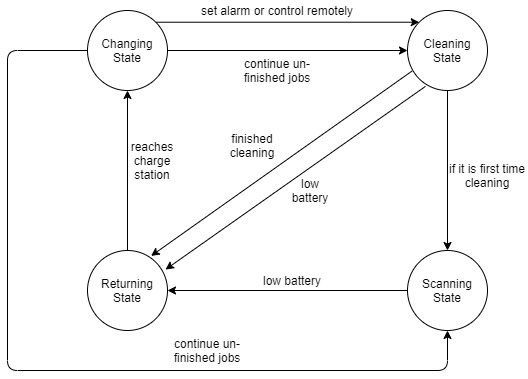 set alarm or control remotely
Changing
State
Cleaning
State
continue un-
finished jobs
finished
cleaning
reaches
charge
station
low
battery
if it is first time
cleaning
low battery
Returning
State
Scanning
State
continue un-
finished jobs